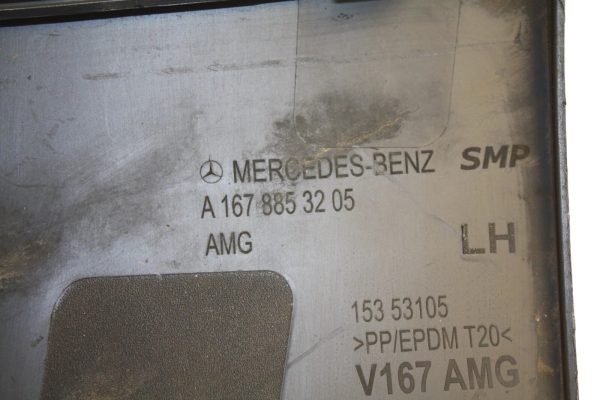 MERCEDES-BENZ SMP
A 167 885 32 05
AMG LH
153 53105
>PP/EPDM T20<
V167 AMG